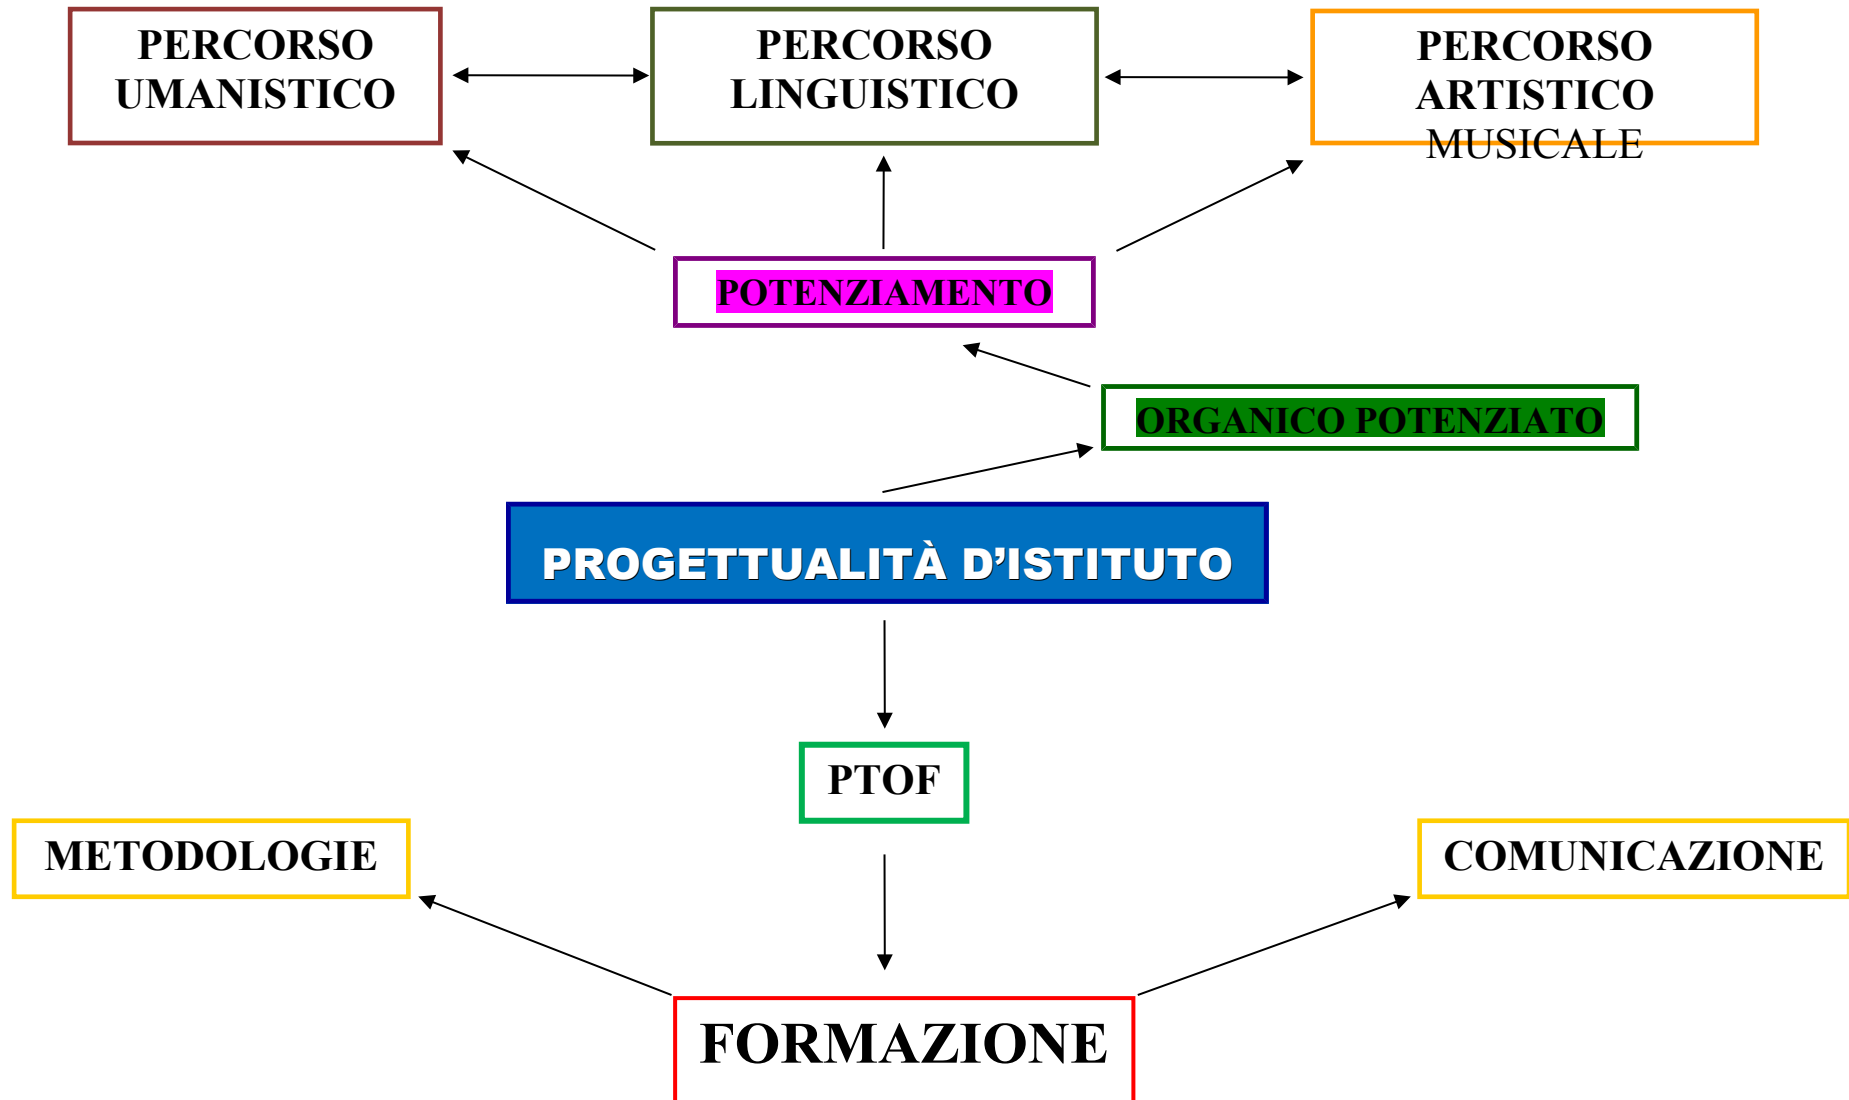 PERCORSO
UMANISTICO
PERCORSO
LINGUISTICO
PERCORSO
ARTISTICO
MUSICALE
POTENZIAMENTO
ORGANICO POTENZIATO
PROGETTUALITÀ D’ISTITUTO
PTOF
METODOLOGIE
COMUNICAZIONE
FORMAZIONE